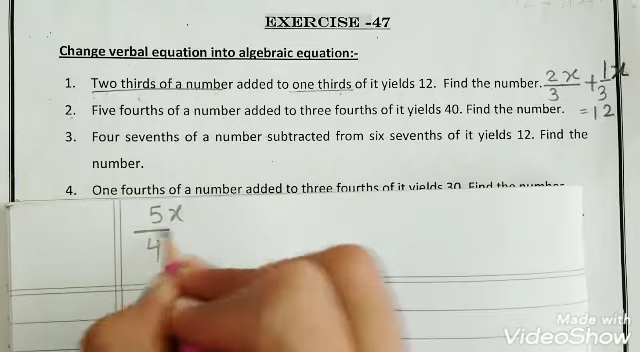 EXERCISE -47
Change verbal equation into algebraic equation:-
1. Two thirds of a number added to one thirds of it yields 12. Find the number. 2/3 x + 1/3 x
= 12
2. Five fourths of a number added to three fourths of it yields 40. Find the number.
3. Four sevenths of a number subtracted from six sevenths of it yields 12. Find the
number.
4. One fourths of a number added to three fourths of it yields 30. Find the number.
5x
4
Made with
VideoShow